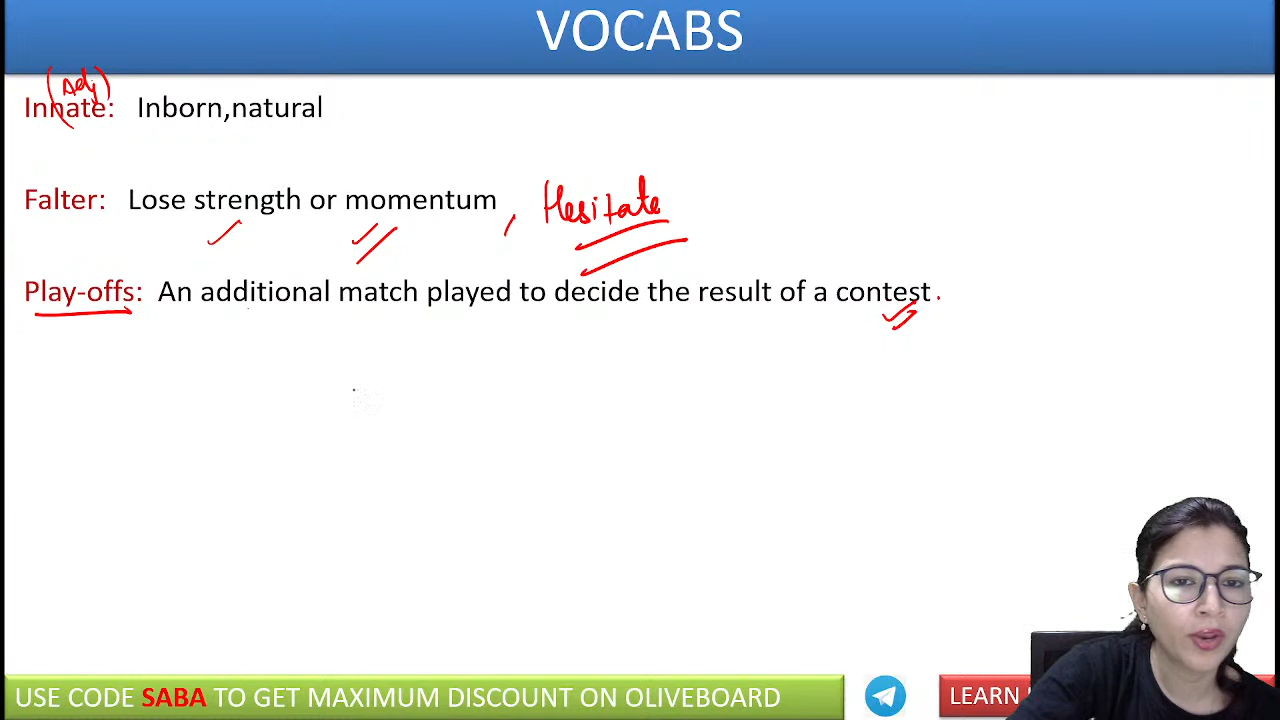 VOCABS
(Adj)
Innate: Inborn,natural
Falter: Lose strength or momentum , Hesitate
Play-offs: An additional match played to decide the result of a contest.
USE CODE SABA TO GET MAXIMUM DISCOUNT ON OLIVEBOARD
LEARN